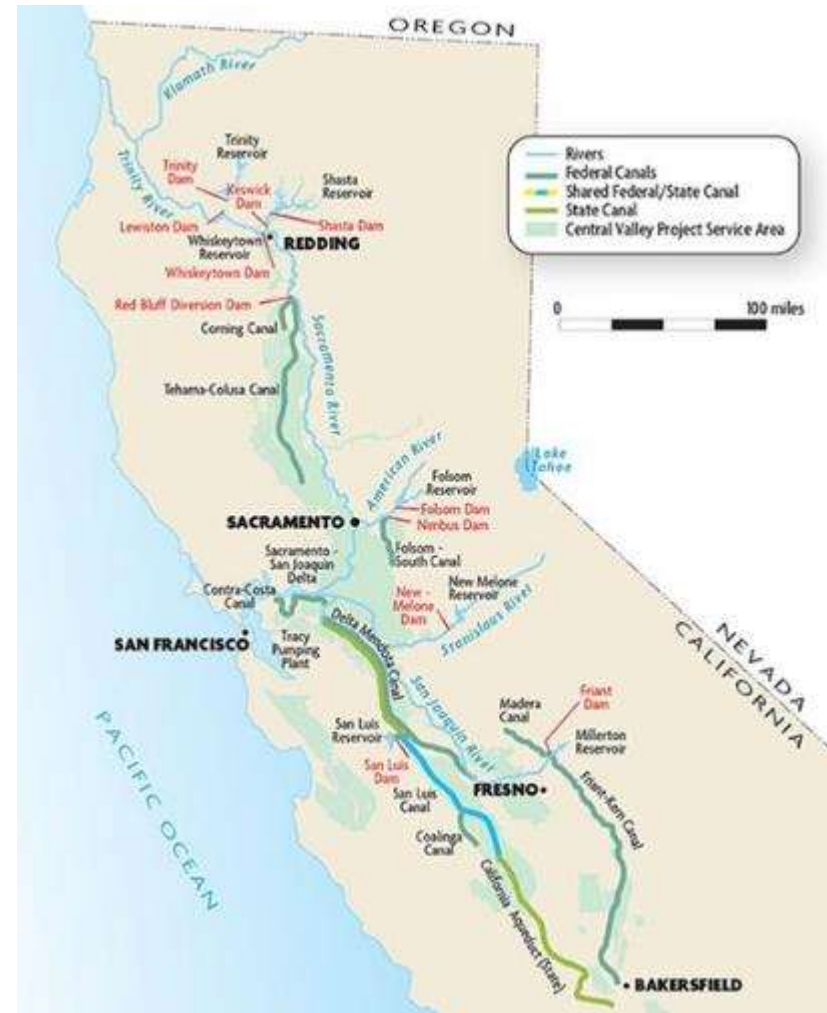 OREGON
Klamath River
Trinity
Reservoir
Trinity
Dam
Keswick
Dam
Shasta
Reservoir
Trinity River
Lewiston Dam
Shasta Dam
Whiskeytown
Reservoir
REDDING
Whiskeytown Dam
Red Bluff Diversion Dam
Corning Canal
Sacramento River
Tehama-Colusa Canal
Rivers
Federal Canals
Shared Federal/State Canal
State Canal
Central Valley Project Service Area
0
100 miles
Lake
Tahoe
American River
Folsom
Reservoir
Folsom Dam
Nimbus Dam
SACRAMENTO
Folsom -
South Canal
Sacramento -
San Joaquin
Delta
Contra-Costa
Canal
New Melone
Reservoir
New -
Melone
Dam
Stanislaus River
SAN FRANCISCO
Tracy
Pumping
Plant
Delta Mendota Canal
NEVADA
CALIFORNIA
San Joaquin River
Madera
Canal
Friant
Dam
Millerton
Reservoir
San Luis
Reservoir
San Luis
Dam
San Luis
Canal
FRESNO
Friant-Kern Canal
Coalinga
Canal
PACIFIC OCEAN
California Aqueduct (State)
BAKERSFIELD